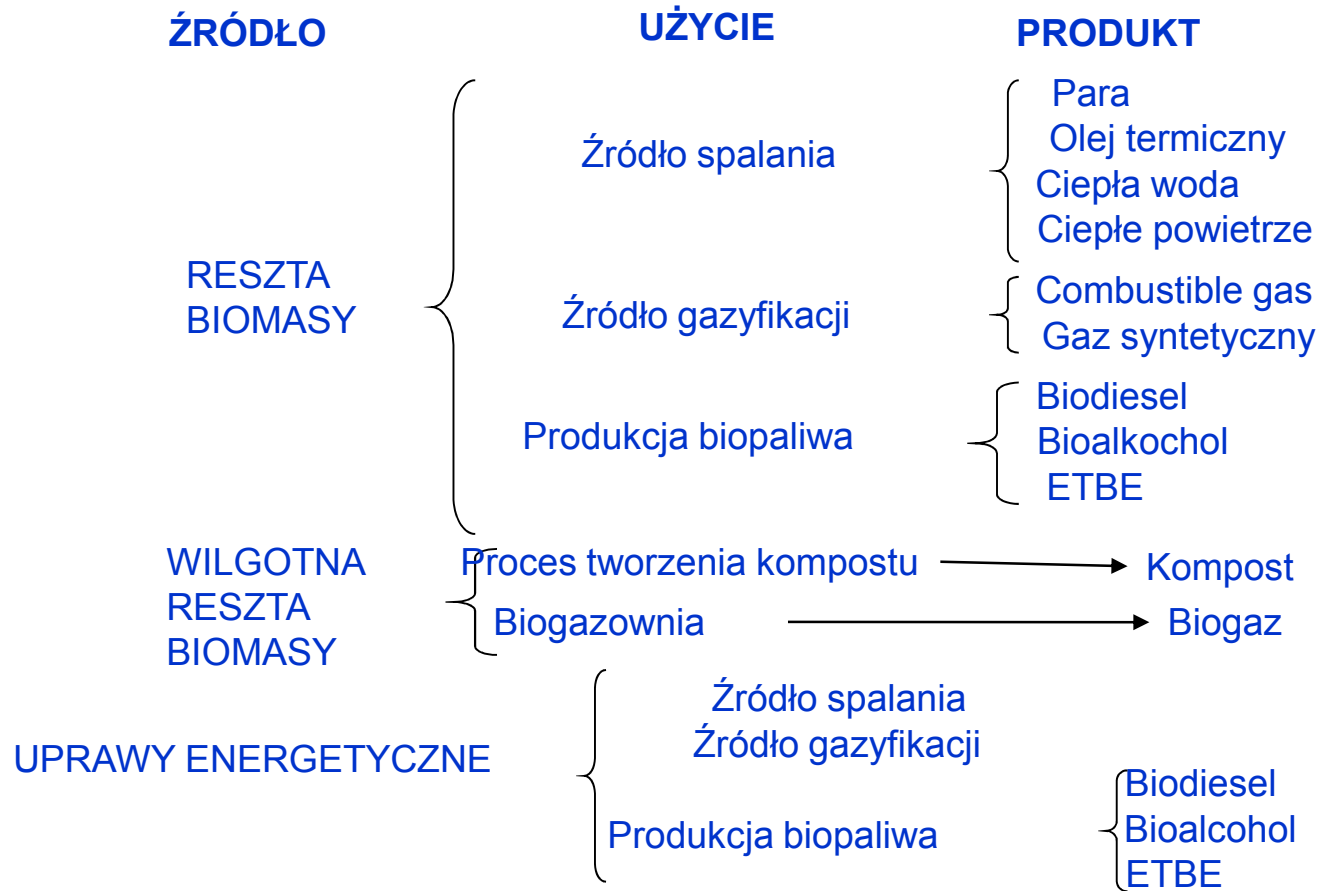 ŹRÓDŁO
UŻYCIE
PRODUKT
RESZTA
BIOMASY
Źródło spalania
Para
Olej termiczny
Ciepła woda
Ciepłe powietrze
Źródło gazyfikacji
Combustible gas
Gaz syntetyczny
Produkcja biopaliwa
Biodiesel
Bioalkochol
ETBE
WILGOTNA
RESZTA
BIOMASY
Proces tworzenia kompostu
Kompost
Biogazownia
Biogaz
UPRAWY ENERGETYCZNE
Źródło spalania
Źródło gazyfikacji
Produkcja biopaliwa
Biodiesel
Bioalcohol
ETBE